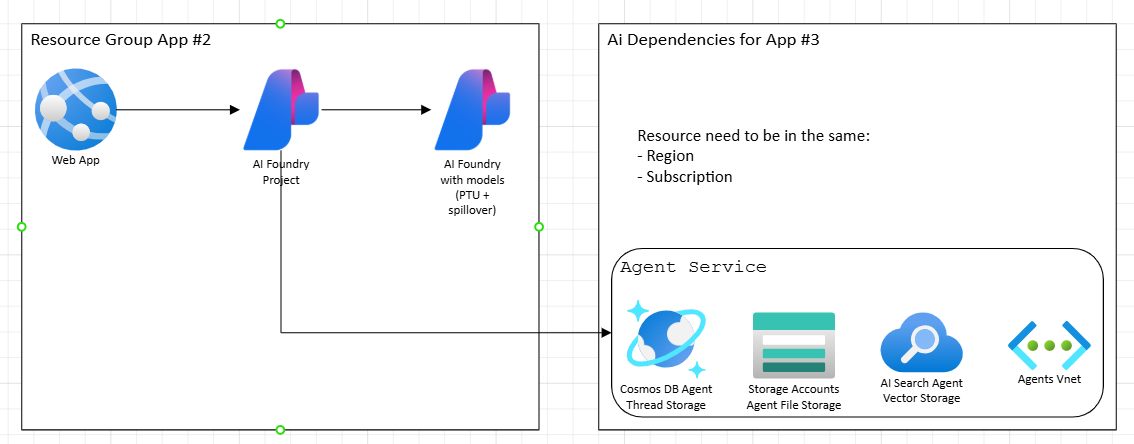 Resource Group App #2
Web App
AI Foundry
Project
AI Foundry
with models
(PTU +
spillover)
Ai Dependencies for App #3
Resource need to be in the same:
- Region
- Subscription
Agent Service
Cosmos DB Agent
Thread Storage
Storage Accounts
Agent File Storage
AI Search Agent
Vector Storage
Agents Vnet